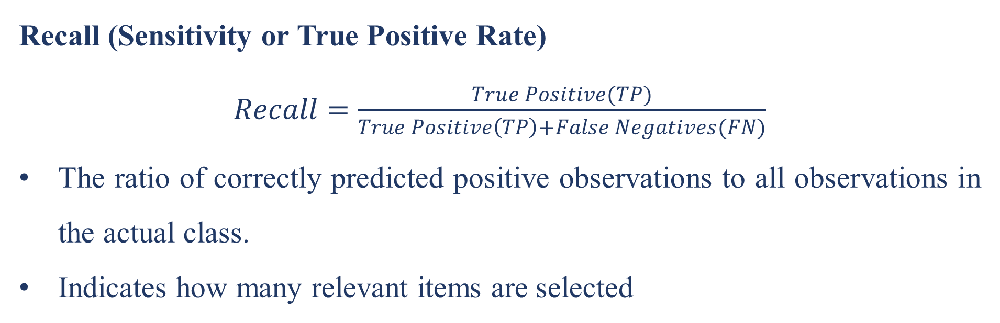 Recall (Sensitivity or True Positive Rate)
Recall = True Positive(TP) / True Positive(TP)+False Negatives(FN)
• The ratio of correctly predicted positive observations to all observations in
the actual class.
• Indicates how many relevant items are selected